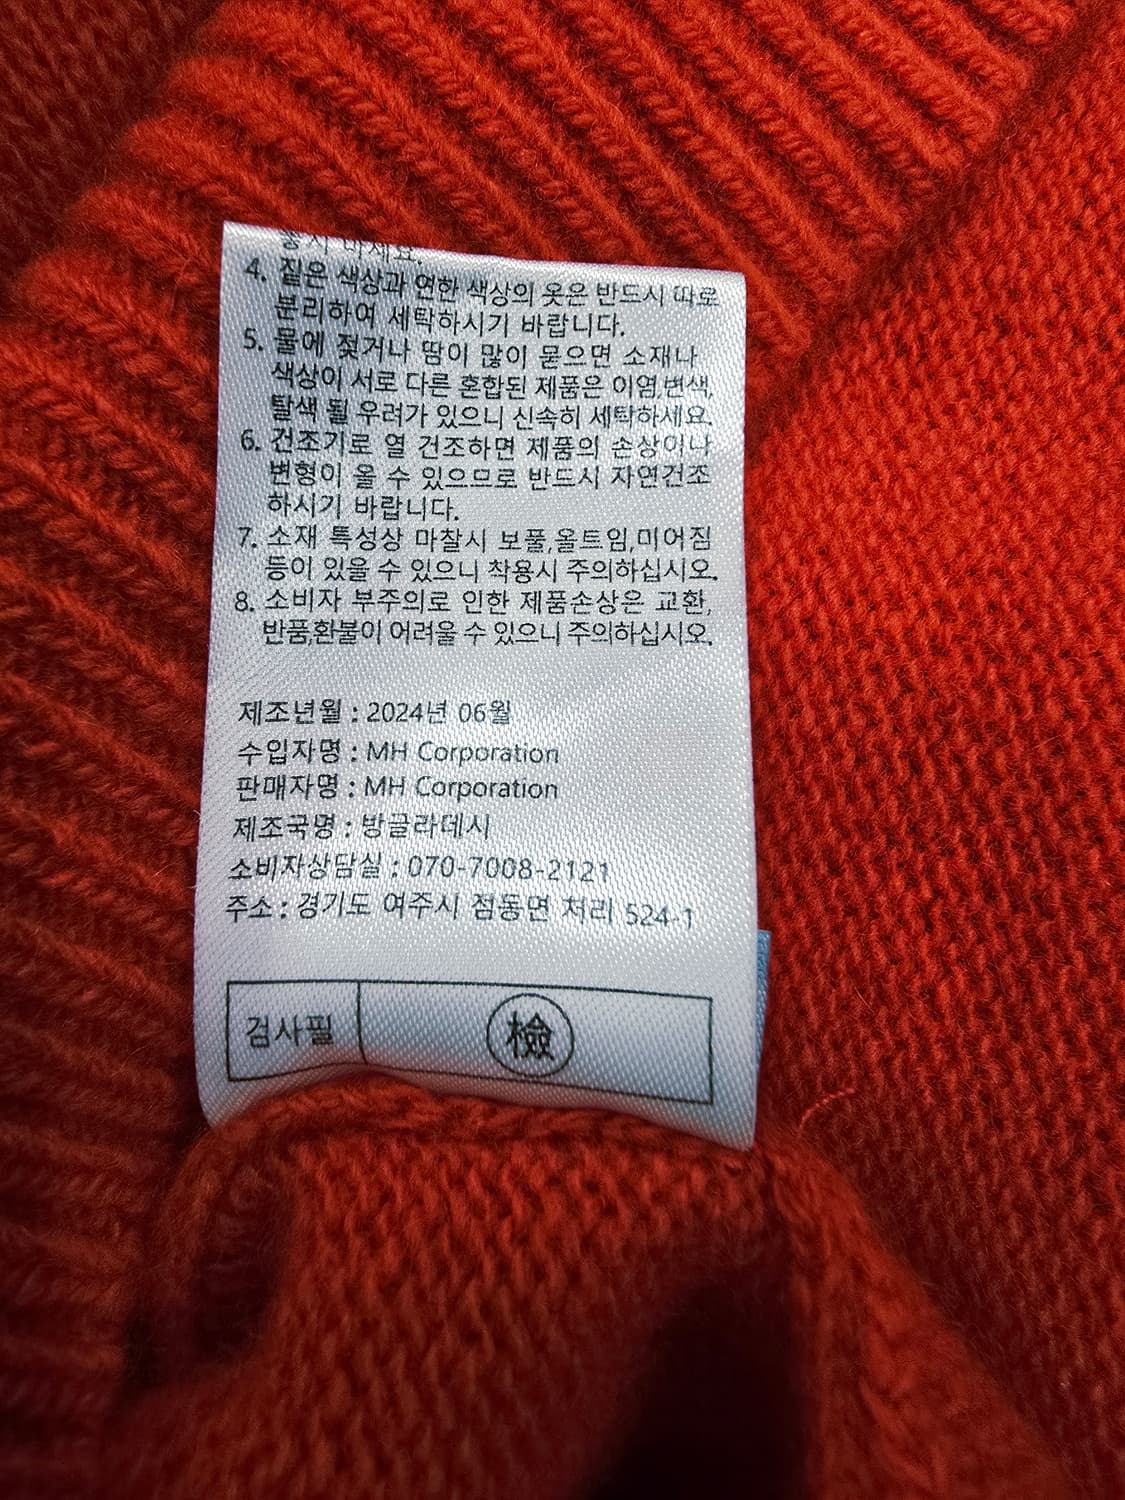 놓지 마세요.
4. 짙은 색상과 연한 색상의 옷은 반드시 따로
분리하여 세탁하시기 바랍니다.
5. 물에 젖거나 땀이 많이 묻으면 소재나
색상이 서로 다른 혼합된 제품은 이염,변색,
탈색 될 우려가 있으니 신속히 세탁하세요.
6. 건조기로 열 건조하면 제품의 손상이나
변형이 올 수 있으므로 반드시 자연건조
하시기 바랍니다.
7. 소재 특성상 마찰시 보풀,올트임,미어짐
등이 있을 수 있으니 착용시 주의하십시오.
8. 소비자 부주의로 인한 제품손상은 교환,
반품,환불이 어려울 수 있으니 주의하십시오.
제조년월 : 2024년 06월
수입자명 : MH Corporation
판매자명 : MH Corporation
제조국명 : 방글라데시
소비자상담실 : 070-7008-2121
주소 : 경기도 여주시 점동면 처리 524-1
검사필 檢